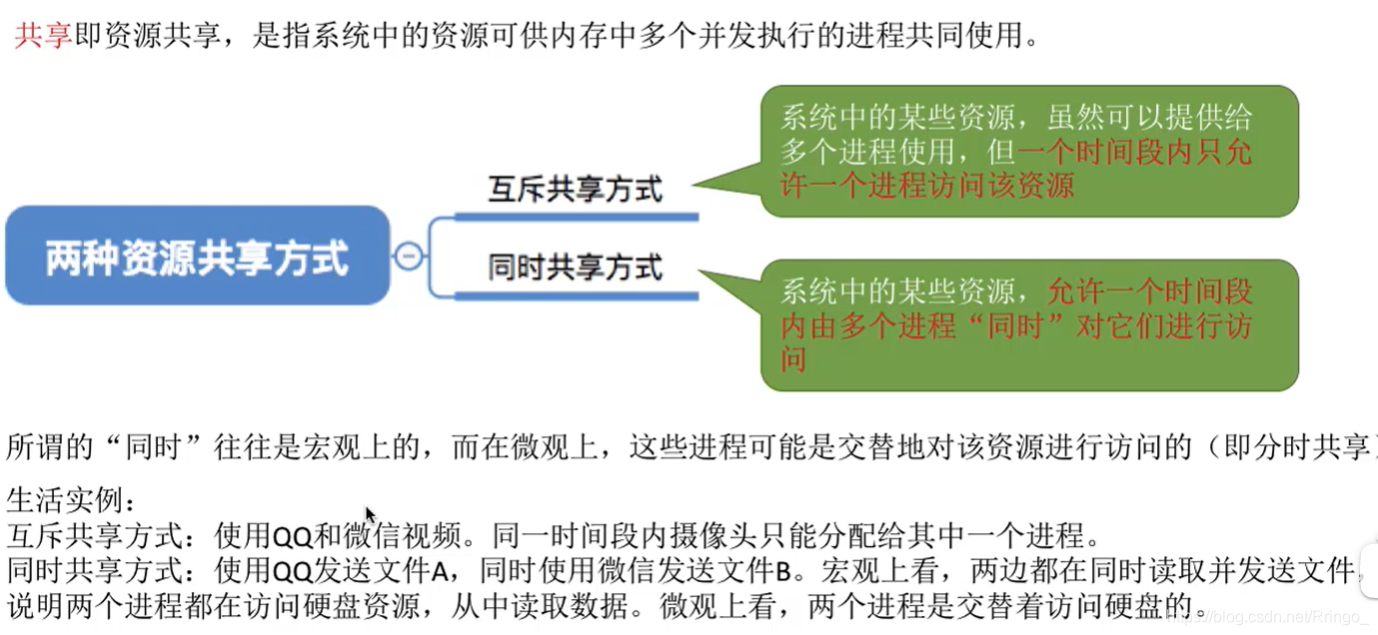 共享即资源共享，是指系统中的资源可供内存中多个并发执行的进程共同使用。
系统中的某些资源，虽然可以提供给
多个进程使用，但一个时间段内只允
许一个进程访问该资源
互斥共享方式
两种资源共享方式
同时共享方式
系统中的某些资源，允许一个时间段
内由多个进程“同时”对它们进行访
问
所谓的“同时”往往是宏观上的，而在微观上，这些进程可能是交替地对该资源进行访问的（即分时共享）
生活实例：
互斥共享方式：使用QQ和微信视频。同一时间段内摄像头只能分配给其中一个进程。
同时共享方式：使用QQ发送文件A，同时使用微信发送文件B。宏观上看，两边都在同时读取并发送文件，
说明两个进程都在访问硬盘资源，从中读取数据。微观上看，两个进程是交替着访问硬盘的。
https://blog.csdn.net/Rringo_